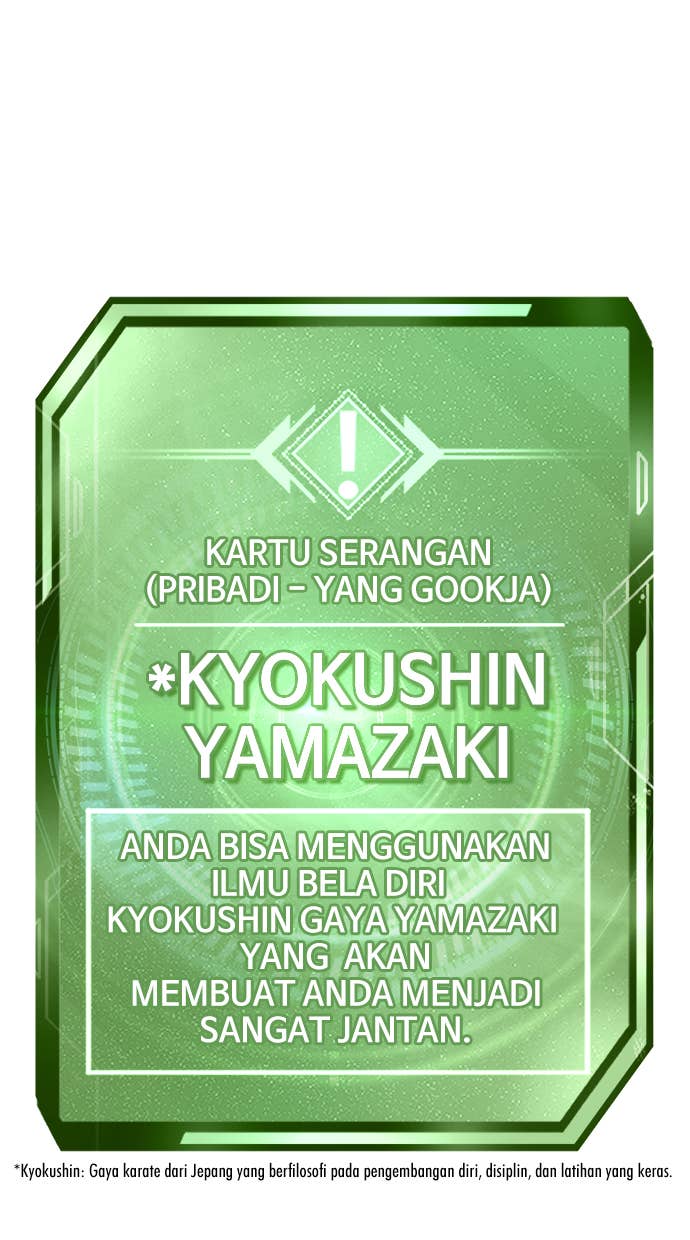 !
KARTU SERANGAN
(PRIBADI – YANG GOOKJA)
*KYOKUSHIN
YAMAZAKI
ANDA BISA MENGGUNAKAN
ILMU BELA DIRI
KYOKUSHIN GAYA YAMAZAKI
YANG AKAN
MEMBUAT ANDA MENJADI
SANGAT JANTAN.
*Kyokushin: Gaya karate dari Jepang yang berfilosofi pada pengembangan diri, disiplin, dan latihan yang keras.